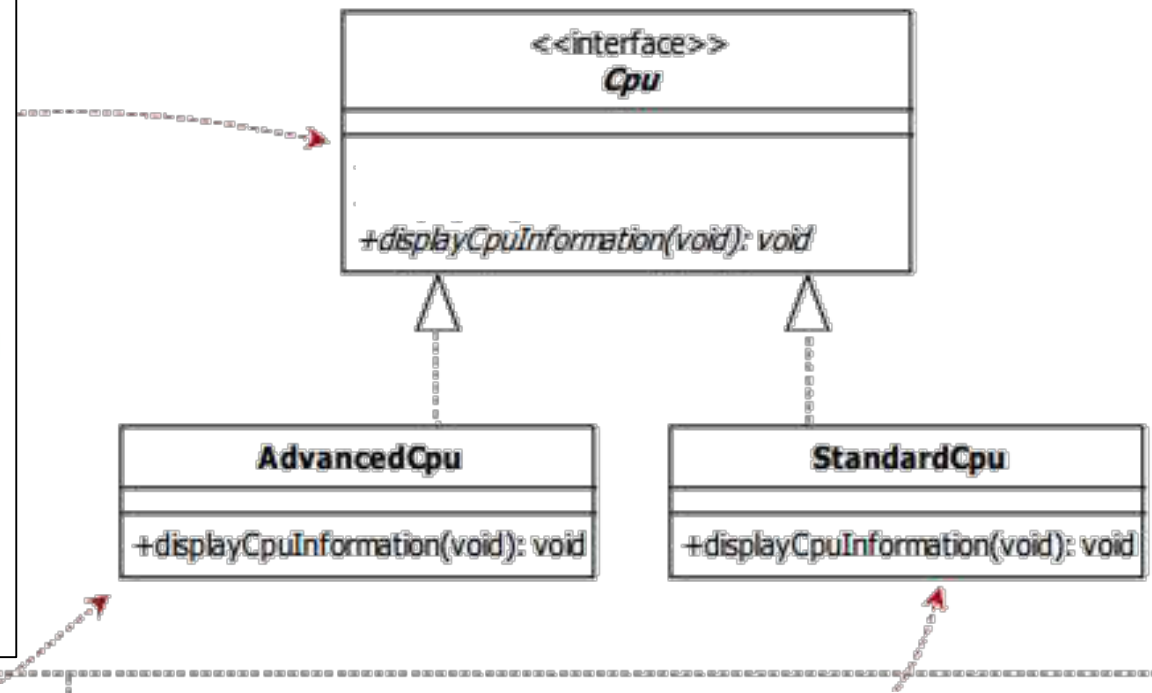 <<interface>>
Cpu
+displayCpuInformation(void): void
AdvancedCpu
+displayCpuInformation(void): void
StandardCpu
+displayCpuInformation(void): void